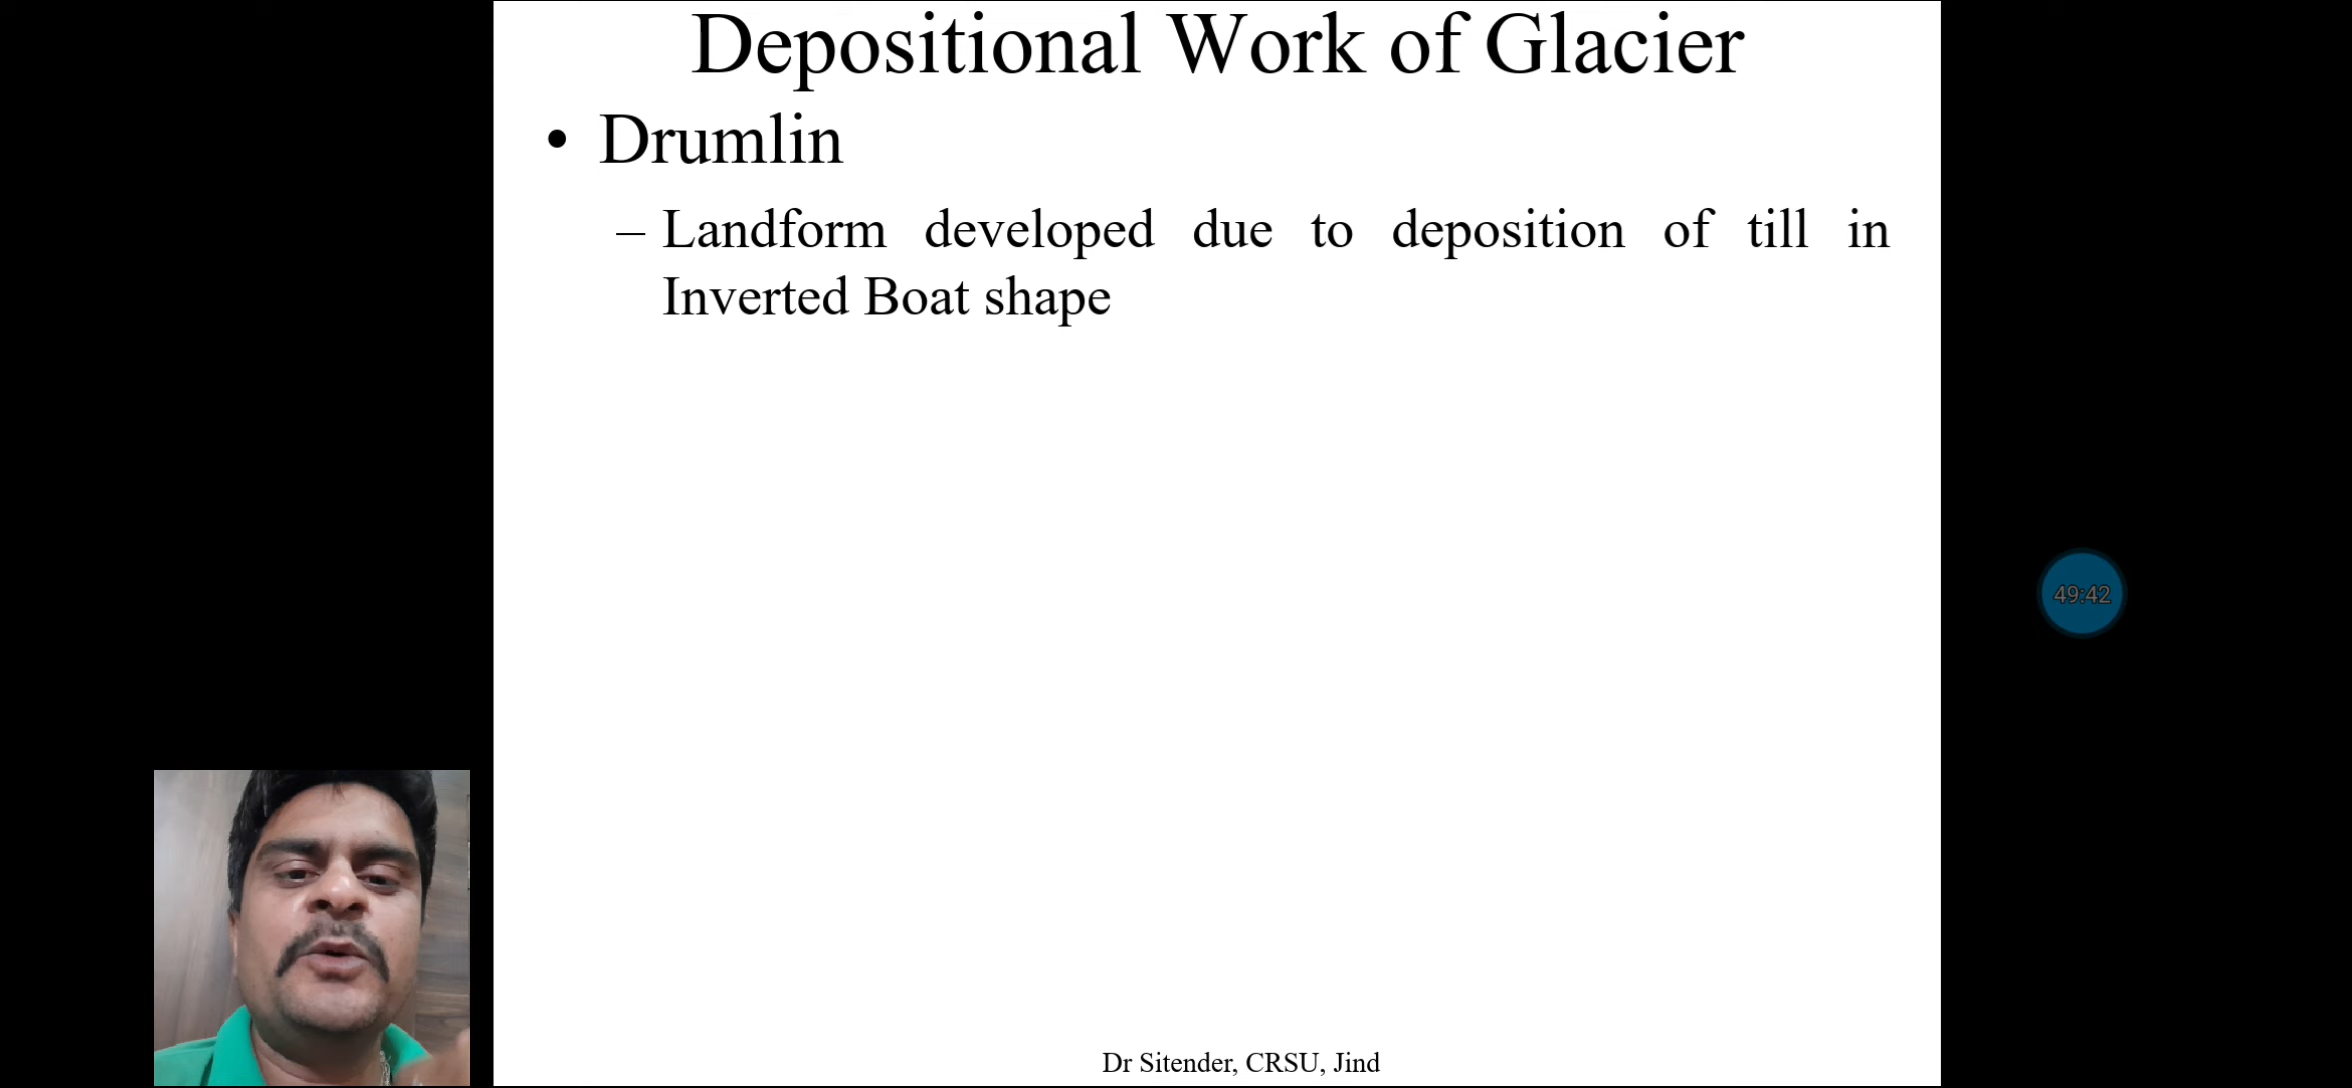 Depositional Work of Glacier
• Drumlin
– Landform developed due to deposition of till in
Inverted Boat shape
49:42
Dr Sitender, CRSU, Jind